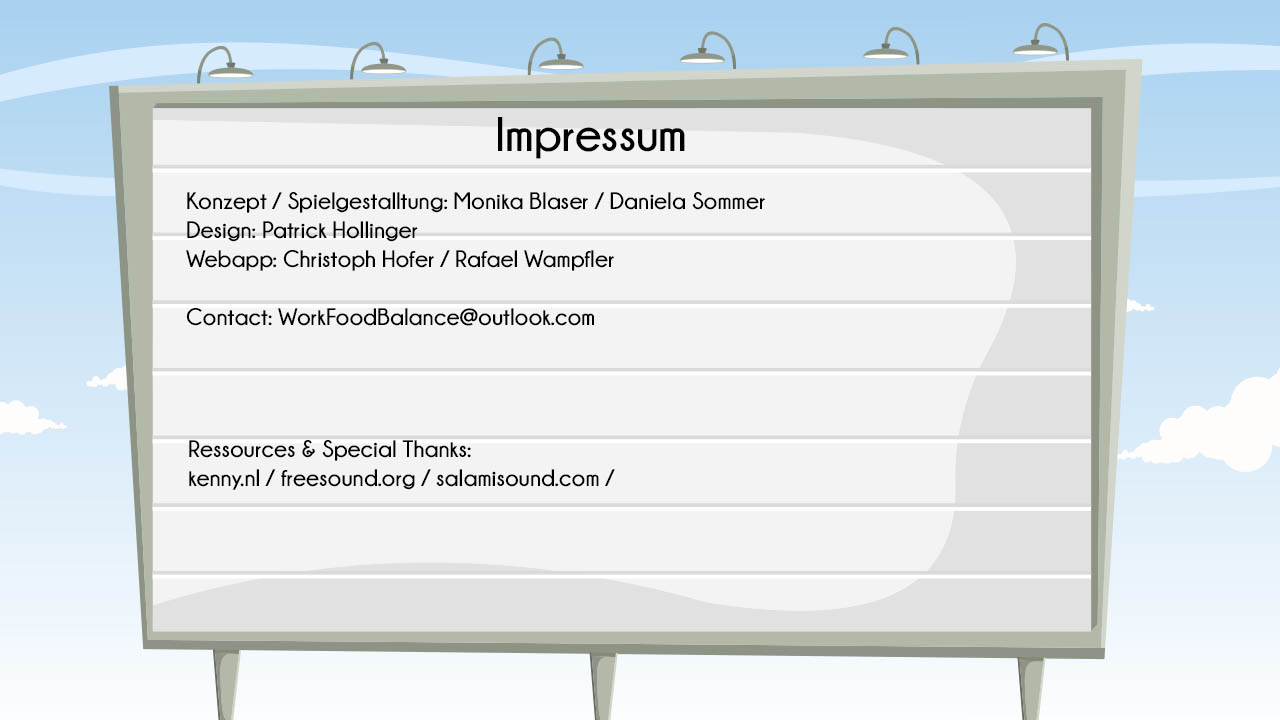 Impressum
Konzept / Spielgestalltung: Monika Blaser / Daniela Sommer
Design: Patrick Hollinger
Webapp: Christoph Hofer / Rafael Wampfler
Contact: WorkFoodBalance@outlook.com
Ressources & Special Thanks:
kenny.nl / freesound.org / salamisound.com /